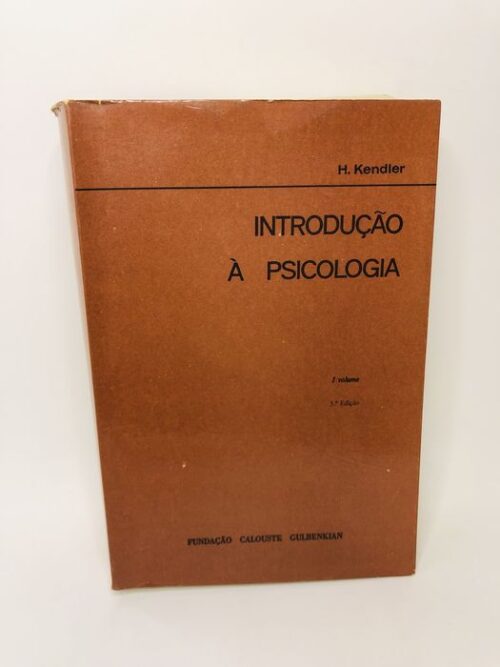 H. Kendler
INTRODUÇÃO
À PSICOLOGIA
I volume
5.ª Edição
FUNDAÇÃO CALOUSTE GULBENKIAN